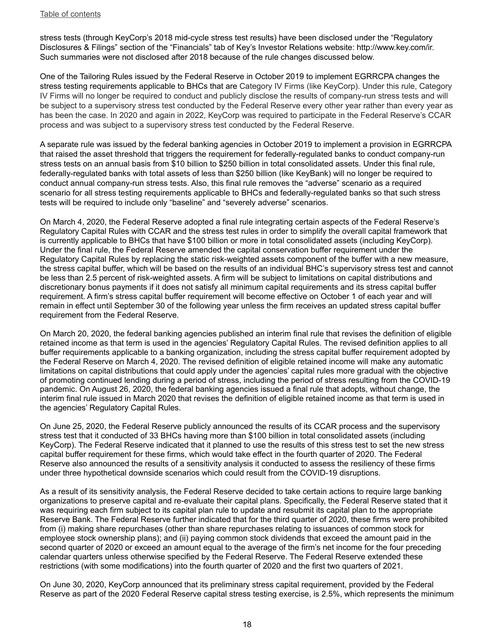 Table of contents
stress tests (through KeyCorp's 2018 mid-cycle stress test results) have been disclosed under the "Regulatory
Disclosures & Filings" section of the "Financials" tab of Key's Investor Relations website: http://www.key.com/ir.
Such summaries were not disclosed after 2018 because of the rule changes discussed below.
One of the Tailoring Rules issued by the Federal Reserve in October 2019 to implement EGRRCPA changes the
stress testing requirements applicable to BHCs that are Category IV Firms (like KeyCorp). Under this rule, Category
IV Firms will no longer be required to conduct and publicly disclose the results of company-run stress tests and will
be subject to a supervisory stress test conducted by the Federal Reserve every other year rather than every year as
has been the case. In 2020 and again in 2022, KeyCorp was required to participate in the Federal Reserve's CCAR
process and was subject to a supervisory stress test conducted by the Federal Reserve.
A separate rule was issued by the federal banking agencies in October 2019 to implement a provision in EGRRCPA
that raised the asset threshold that triggers the requirement for federally-regulated banks to conduct company-run
stress tests on an annual basis from $10 billion to $250 billion in total consolidated assets. Under this final rule,
federally-regulated banks with total assets of less than $250 billion (like KeyBank) will no longer be required to
conduct annual company-run stress tests. Also, this final rule removes the "adverse" scenario as a required
scenario for all stress testing requirements applicable to BHCs and federally-regulated banks so that such stress
tests will be required to include only "baseline" and "severely adverse" scenarios.
On March 4, 2020, the Federal Reserve adopted a final rule integrating certain aspects of the Federal Reserve's
Regulatory Capital Rules with CCAR and the stress test rules in order to simplify the overall capital framework that
is currently applicable to BHCs that have $100 billion or more in total consolidated assets (including KeyCorp).
Under the final rule, the Federal Reserve amended the capital conservation buffer requirement under the
Regulatory Capital Rules by replacing the static risk-weighted assets component of the buffer with a new measure,
the stress capital buffer, which will be based on the results of an individual BHC's supervisory stress test and cannot
be less than 2.5 percent of risk-weighted assets. A firm will be subject to limitations on capital distributions and
discretionary bonus payments if it does not satisfy all minimum capital requirements and its stress capital buffer
requirement. A firm's stress capital buffer requirement will become effective on October 1 of each year and will
remain in effect until September 30 of the following year unless the firm receives an updated stress capital buffer
requirement from the Federal Reserve.
On March 20, 2020, the federal banking agencies published an interim final rule that revises the definition of eligible
retained income as that term is used in the agencies' Regulatory Capital Rules. The revised definition applies to all
buffer requirements applicable to a banking organization, including the stress capital buffer requirement adopted by
the Federal Reserve on March 4, 2020. The revised definition of eligible retained income will make any automatic
limitations on capital distributions that could apply under the agencies' capital rules more gradual with the objective
of promoting continued lending during a period of stress, including the period of stress resulting from the COVID-19
pandemic. On August 26, 2020, the federal banking agencies issued a final rule that adopts, without change, the
interim final rule issued in March 2020 that revises the definition of eligible retained income as that term is used in
the agencies' Regulatory Capital Rules.
On June 25, 2020, the Federal Reserve publicly announced the results of its CCAR process and the supervisory
stress test that it conducted of 33 BHCs having more than $100 billion in total consolidated assets (including
KeyCorp). The Federal Reserve indicated that it planned to use the results of this stress test to set the new stress
capital buffer requirement for these firms, which would take effect in the fourth quarter of 2020. The Federal
Reserve also announced the results of a sensitivity analysis it conducted to assess the resiliency of these firms
under three hypothetical downside scenarios which could result from the COVID-19 disruptions.
As a result of its sensitivity analysis, the Federal Reserve decided to take certain actions to require large banking
organizations to preserve capital and re-evaluate their capital plans. Specifically, the Federal Reserve stated that it
was requiring each firm subject to its capital plan rule to update and resubmit its capital plan to the appropriate
Reserve Bank. The Federal Reserve further indicated that for the third quarter of 2020, these firms were prohibited
from (i) making share repurchases (other than share repurchases relating to issuances of common stock for
employee stock ownership plans); and (ii) paying common stock dividends that exceed the amount paid in the
second quarter of 2020 or exceed an amount equal to the average of the firm's net income for the four preceding
calendar quarters unless otherwise specified by the Federal Reserve. The Federal Reserve extended these
restrictions (with some modifications) into the fourth quarter of 2020 and the first two quarters of 2021.
On June 30, 2020, KeyCorp announced that its preliminary stress capital requirement, provided by the Federal
Reserve as part of the 2020 Federal Reserve capital stress testing exercise, is 2.5%, which represents the minimum
18